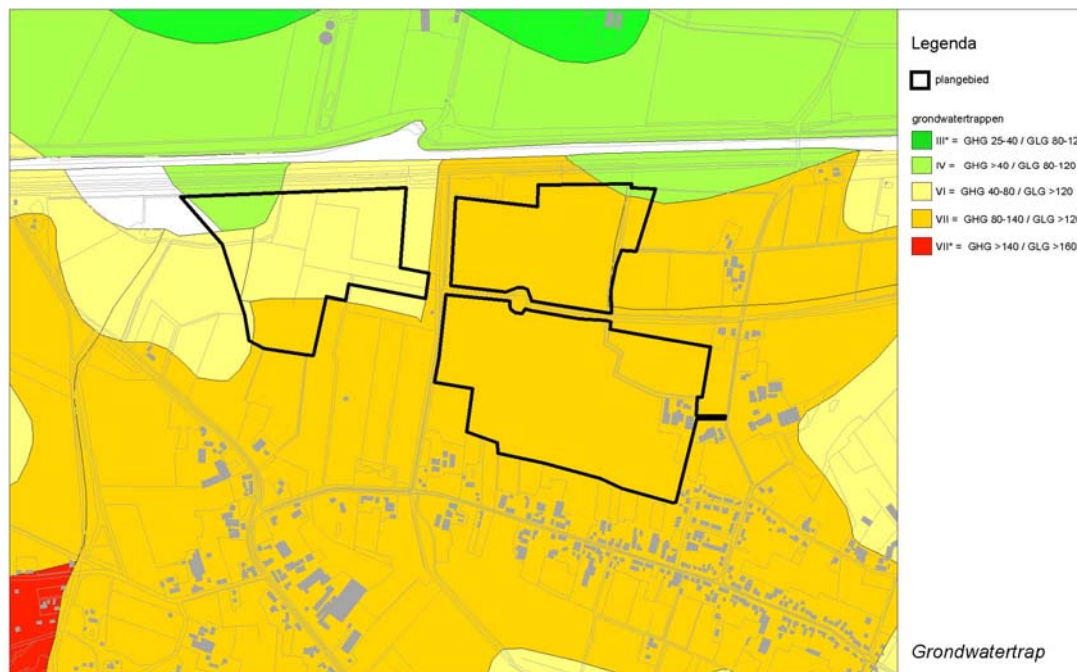 Legenda
plangebied
grondwatertrappen
III* = GHG 25-40 / GLG 80-12
IV = GHG >40 / GLG 80-120
VI = GHG 40-80 / GLG >120
VII = GHG 80-140 / GLG >120
VII* = GHG >140 / GLG >160
Grondwatertrap